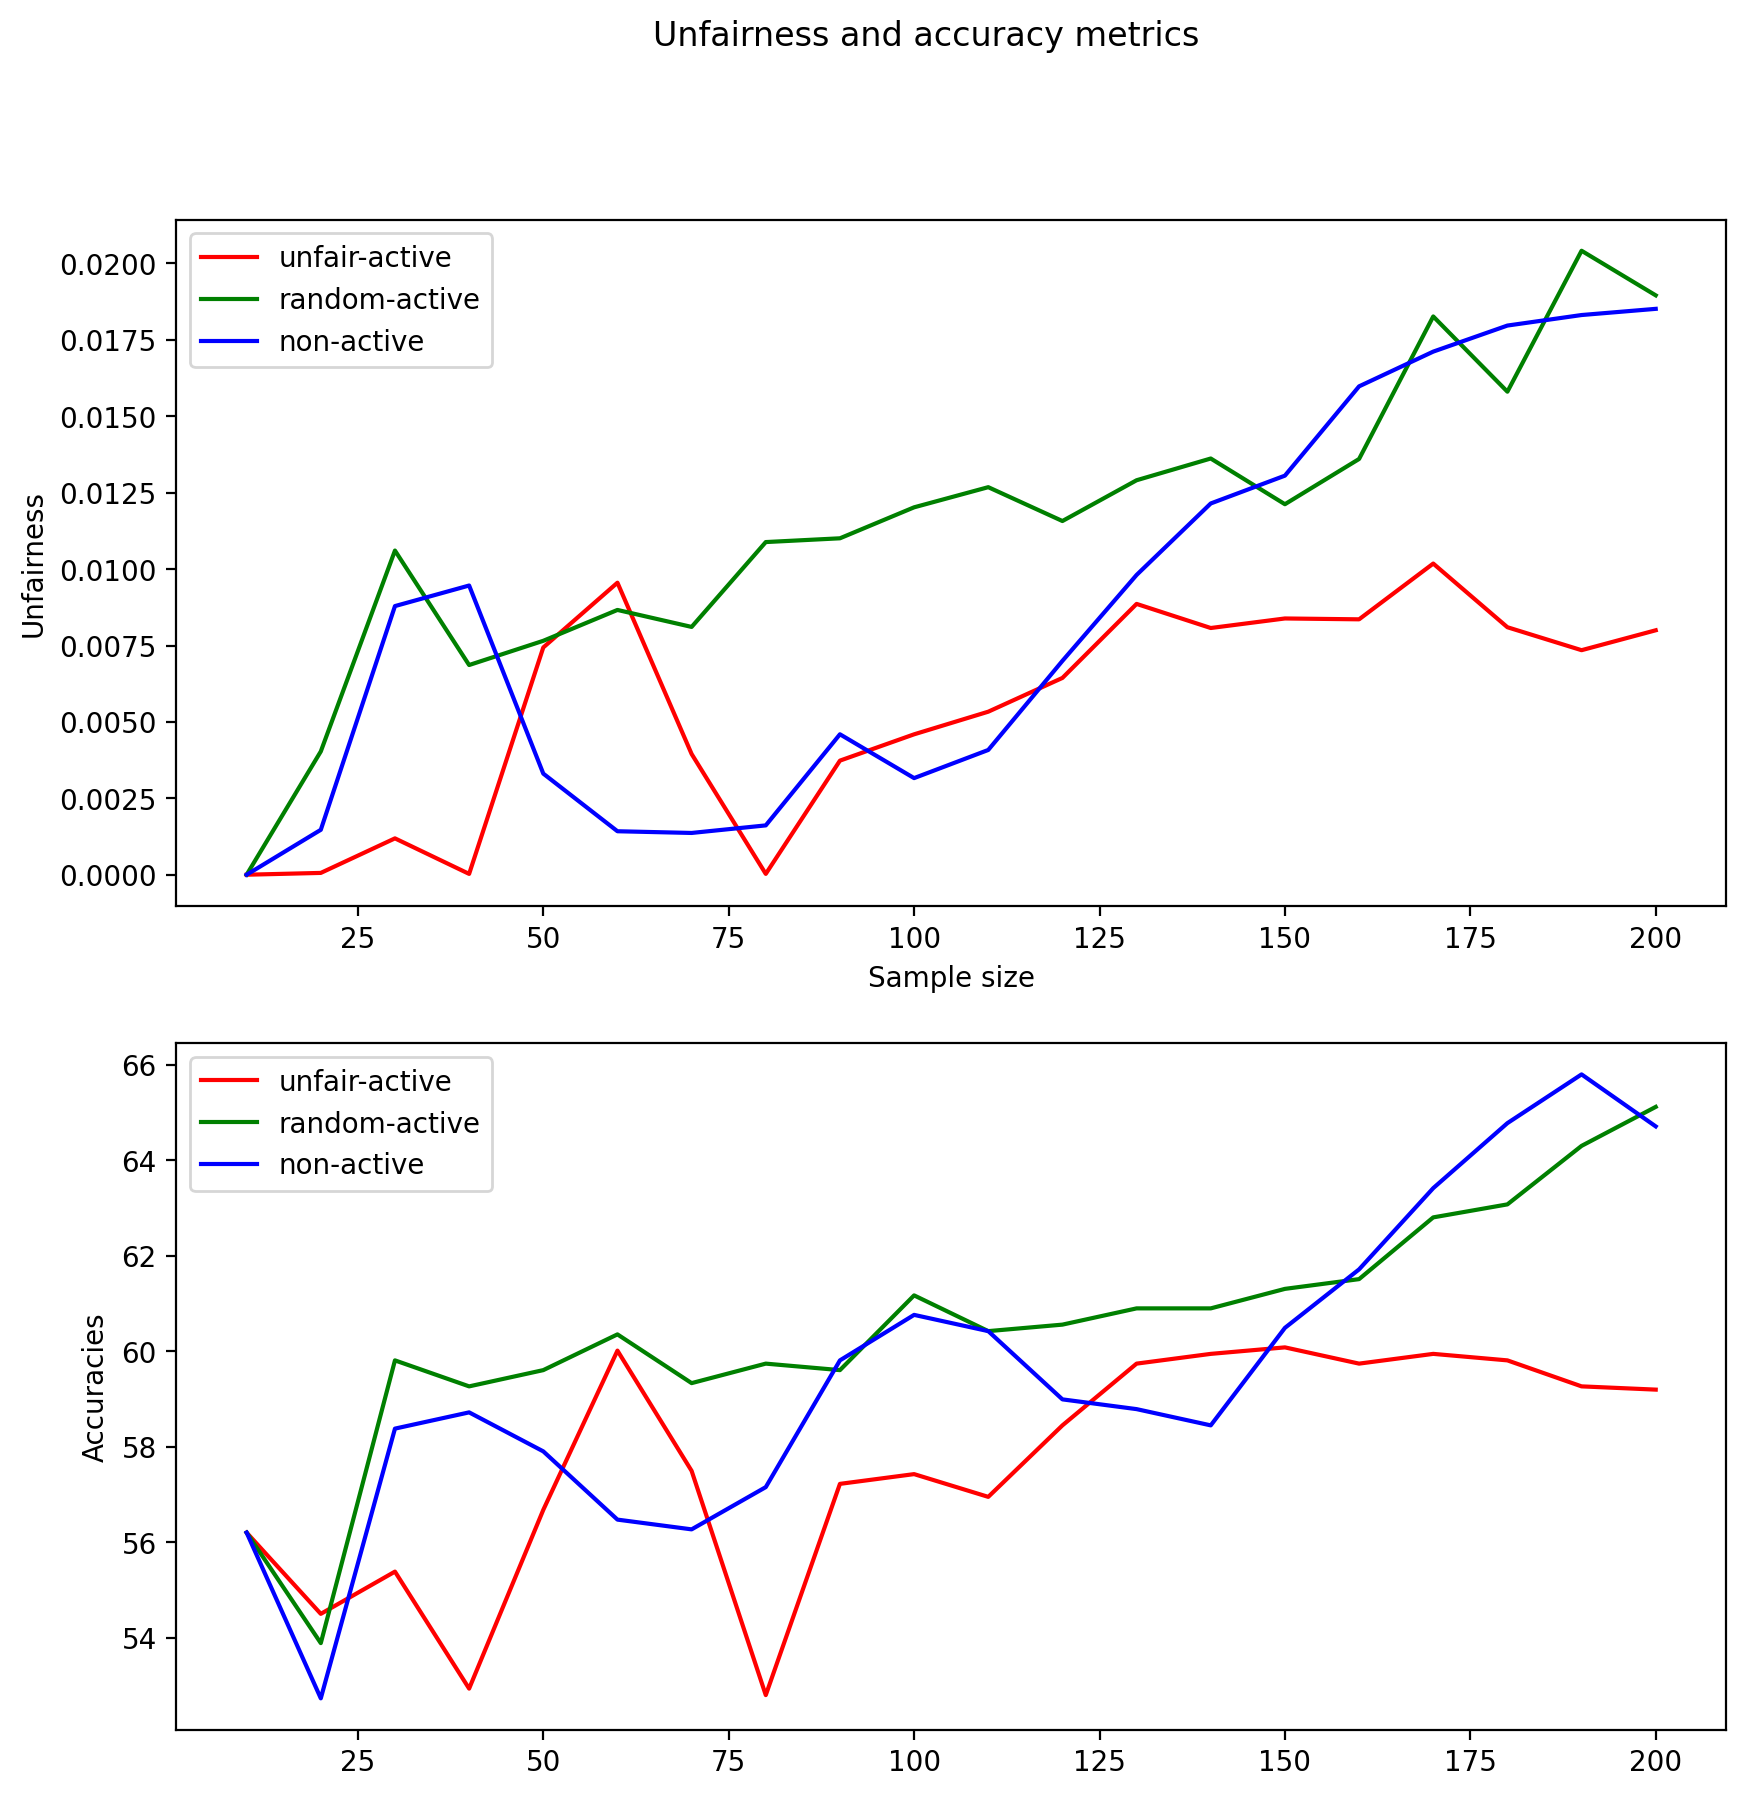 Unfairness and accuracy metrics
unfair-active
random-active
non-active
0.0200
0.0175
0.0150
0.0125
0.0100
0.0075
0.0050
0.0025
0.0000
Unfairness
25 50 75 100 125 150 175 200
Sample size
unfair-active
random-active
non-active
66
64
62
60
58
56
54
Accuracies
25 50 75 100 125 150 175 200